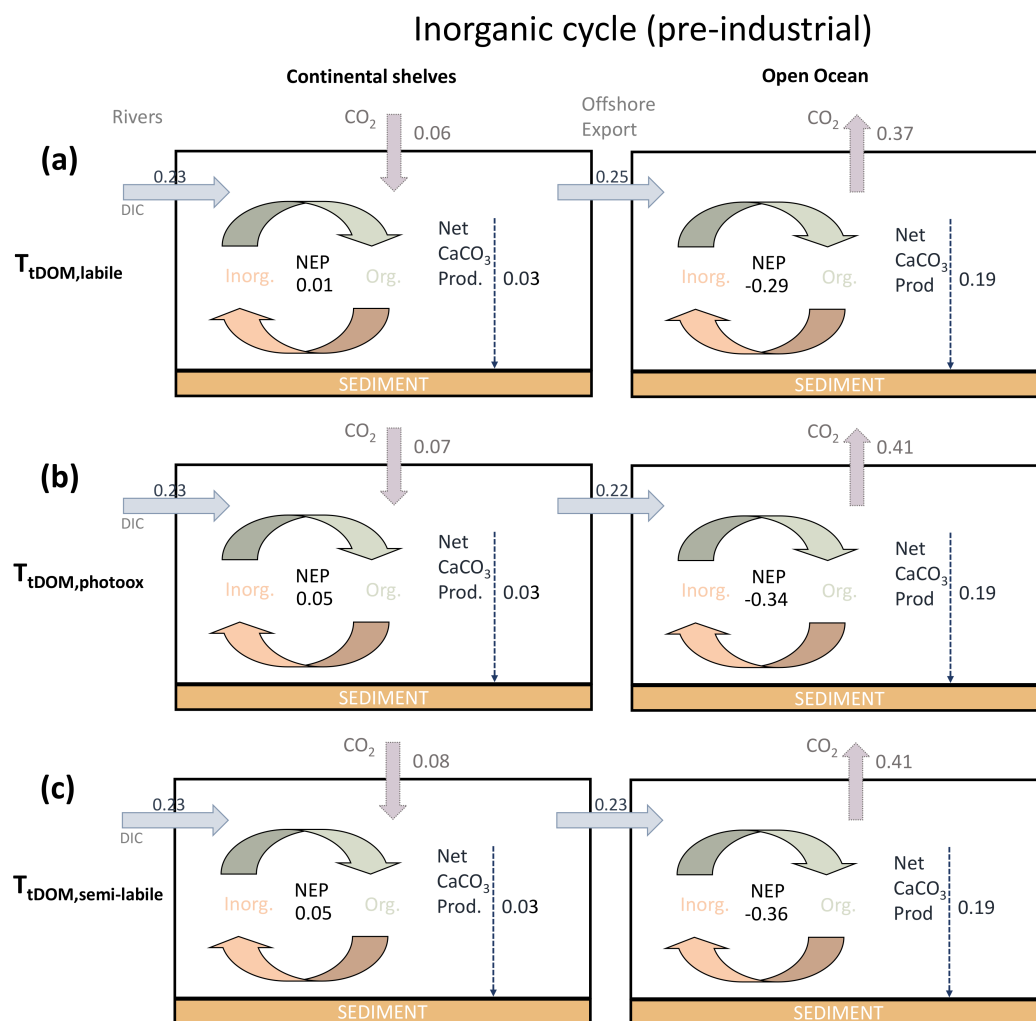 Inorganic cycle (pre-industrial)
Continental shelves
Open Ocean
Rivers
CO2
0.06
Offshore
Export
CO2
0.37
(a)
0.23
DIC
0.25
TtDOM,labile
Inorg.
NEP
0.01
Org.
Net
CaCO3
Prod.
0.03
Inorg.
NEP
-0.29
Org.
Net
CaCO3
Prod
0.19
SEDIMENT
SEDIMENT
CO2
0.07
CO2
0.41
(b)
0.23
DIC
0.22
TtDOM,photoox
Inorg.
NEP
0.05
Org.
Net
CaCO3
Prod.
0.03
Inorg.
NEP
-0.34
Org.
Net
CaCO3
Prod
0.19
SEDIMENT
SEDIMENT
CO2
0.08
CO2
0.41
(c)
0.23
DIC
0.23
TtDOM,semi-labile
Inorg.
NEP
0.05
Org.
Net
CaCO3
Prod.
0.03
Inorg.
NEP
-0.36
Org.
Net
CaCO3
Prod
0.19
SEDIMENT
SEDIMENT